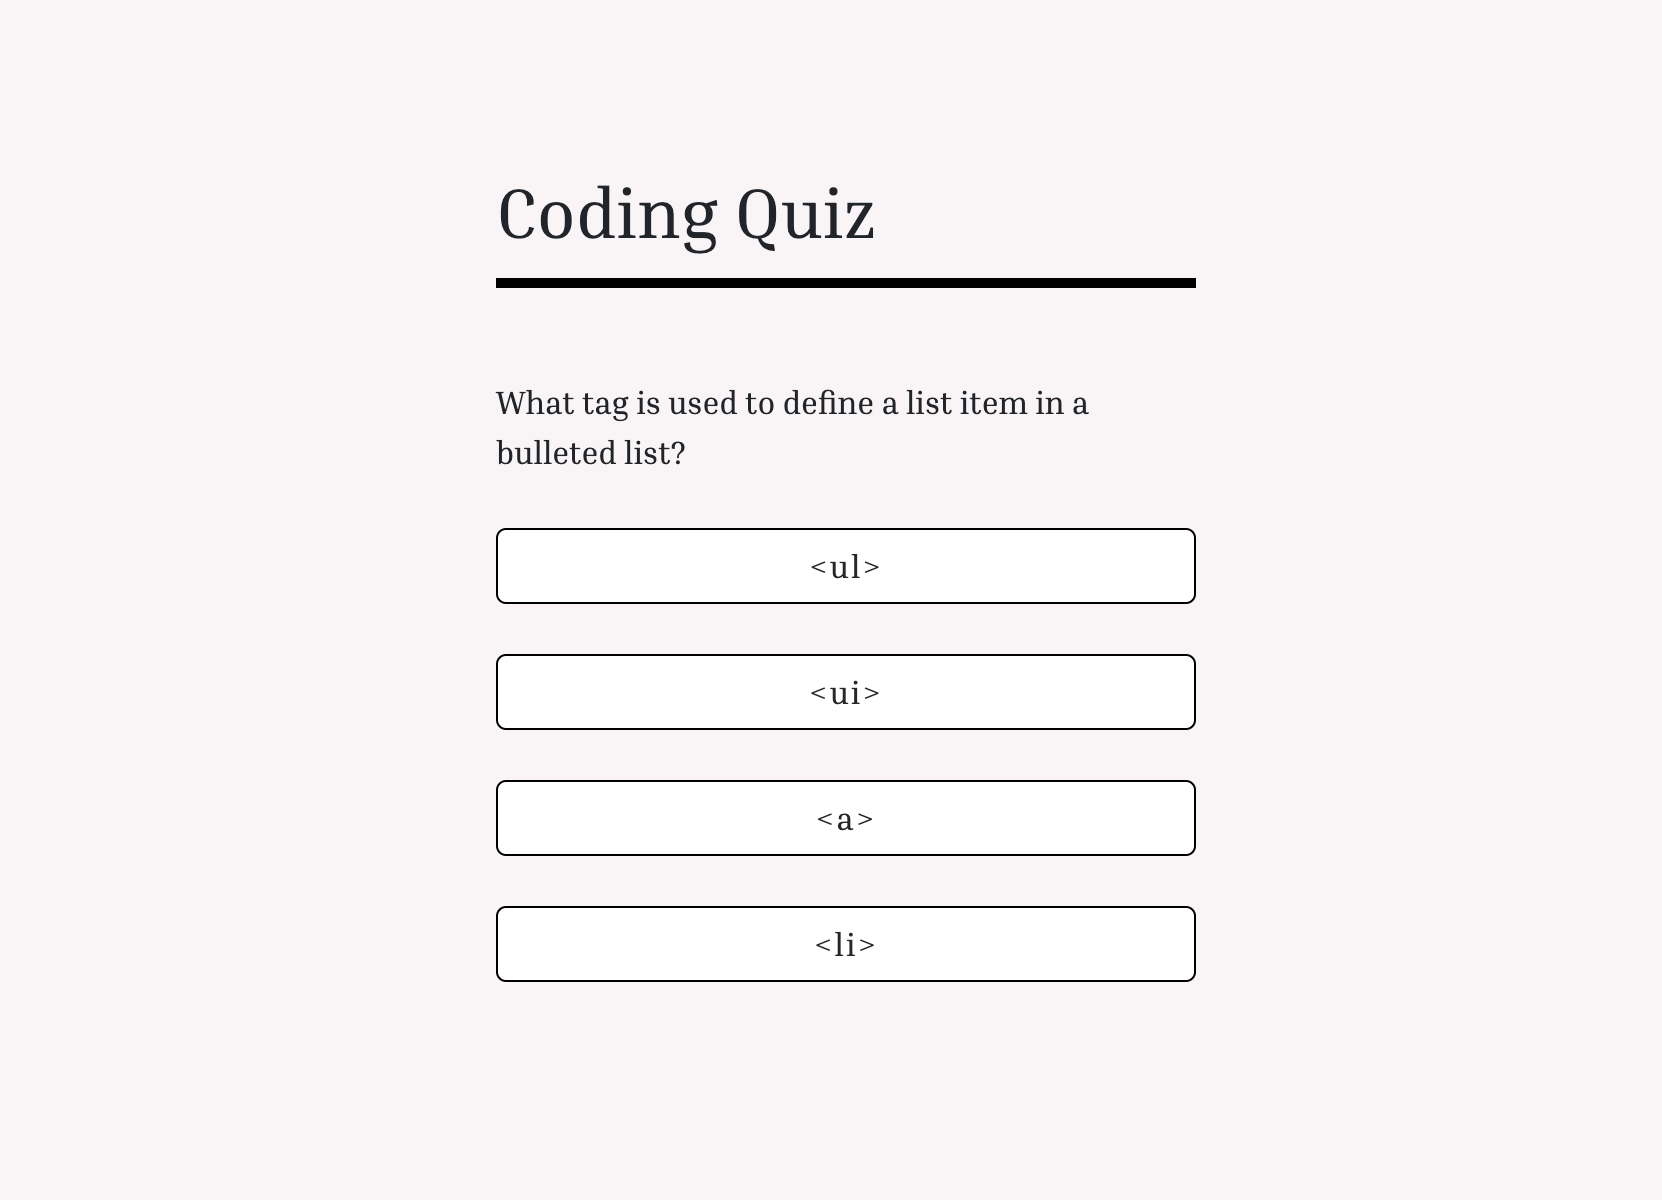 Coding Quiz
What tag is used to define a list item in a
bulleted list?
<ul>
<ui>
<a>
<li>